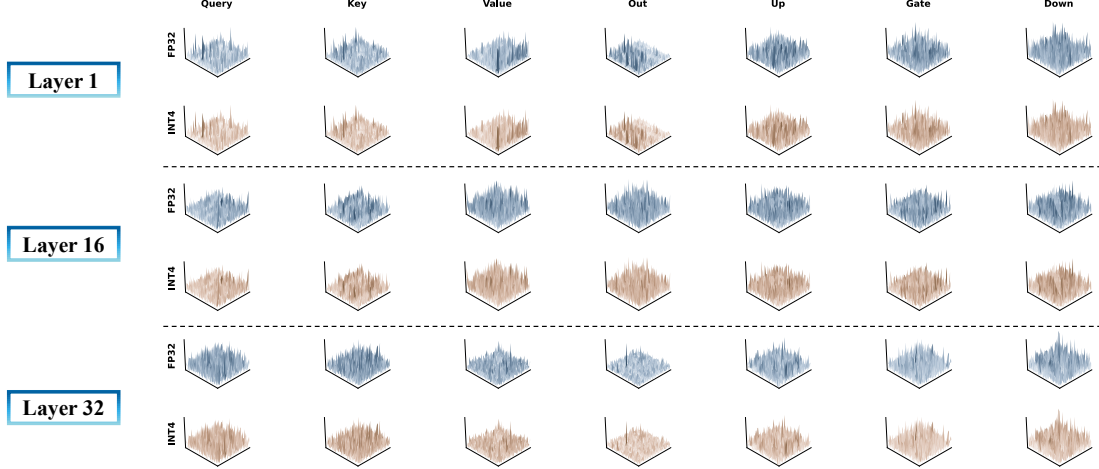 Query Key Value Out Up Gate Down
FP32
Layer 1
INT4
FP32
Layer 16
INT4
FP32
Layer 32
INT4